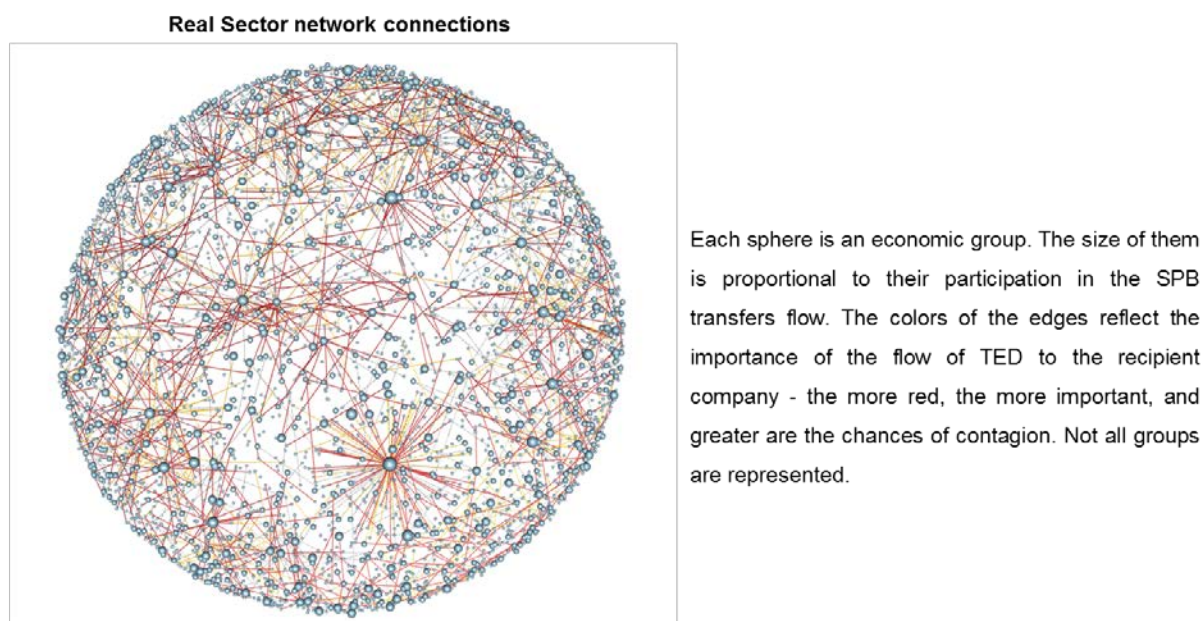 Real Sector network connections
Each sphere is an economic group. The size of them
is proportional to their participation in the SPB
transfers flow. The colors of the edges reflect the
importance of the flow of TED to the recipient
company - the more red, the more important, and
greater are the chances of contagion. Not all groups
are represented.